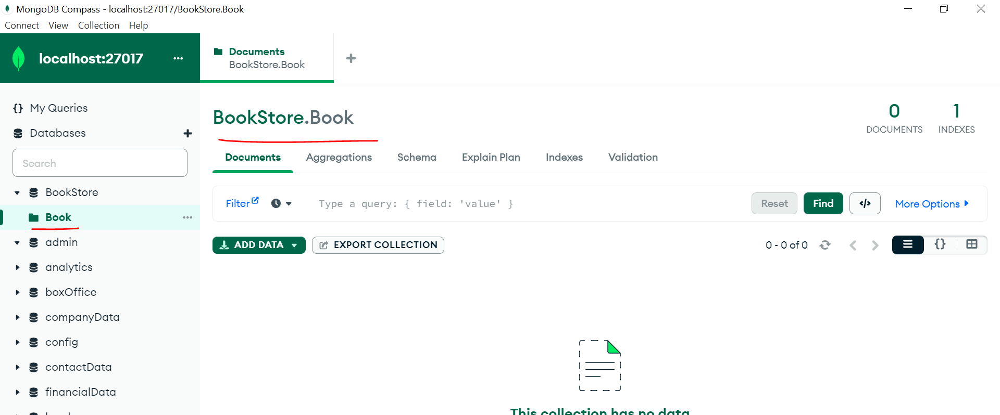 MongoDB Compass - localhost:27017/BookStore.Book
Connect View Collection Help
localhost:27017
Documents
BookStore.Book
My Queries
Databases
Search
BookStore
Book
admin
analytics
boxOffice
companyData
config
contactData
financialData
BookStore.Book
0 DOCUMENTS
1 INDEXES
Documents Aggregations Schema Explain Plan Indexes Validation
Filter Type a query: { field: 'value' } Reset Find </> More Options
ADD DATA EXPORT COLLECTION 0 - 0 of 0 {}
This collection has no data